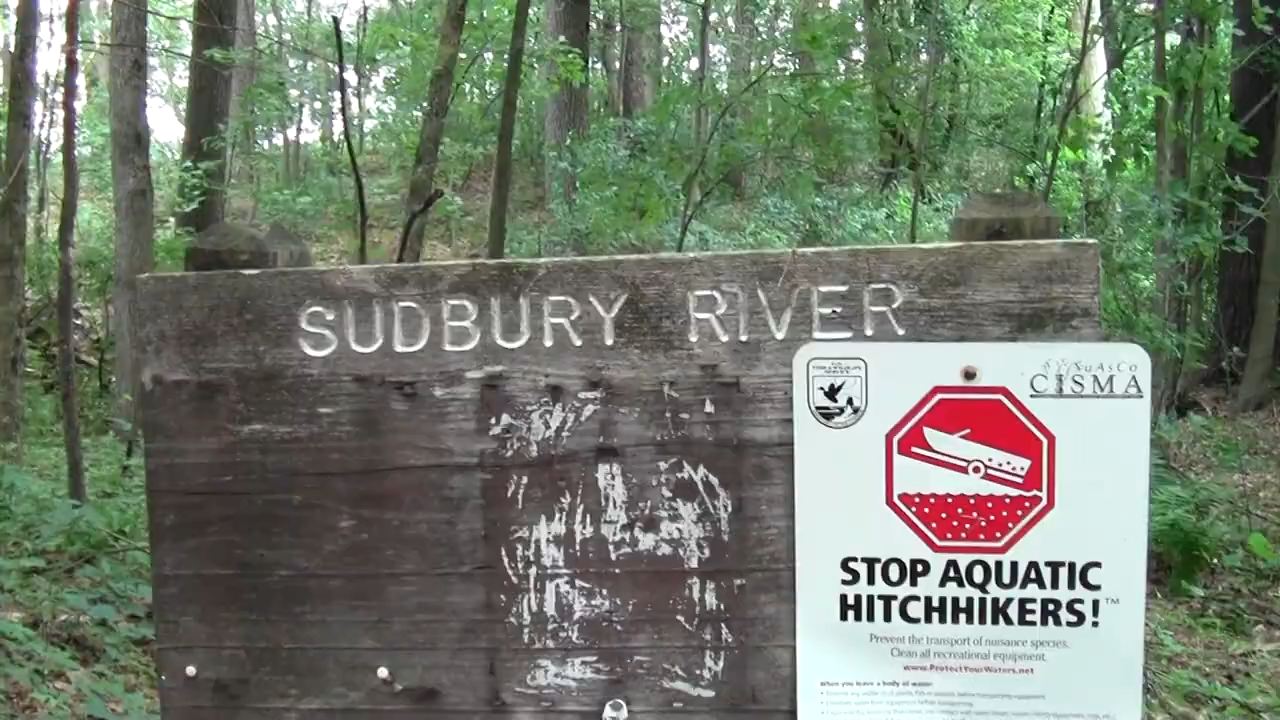 SUDBURY RIVER
SuAsCo
CISMA
STOP AQUATIC
HITCHHIKERS!™
Prevent the transport of nuisance species.
Clean all recreational equipment.
www.ProtectYourWaters.net
When you leave a body of water: